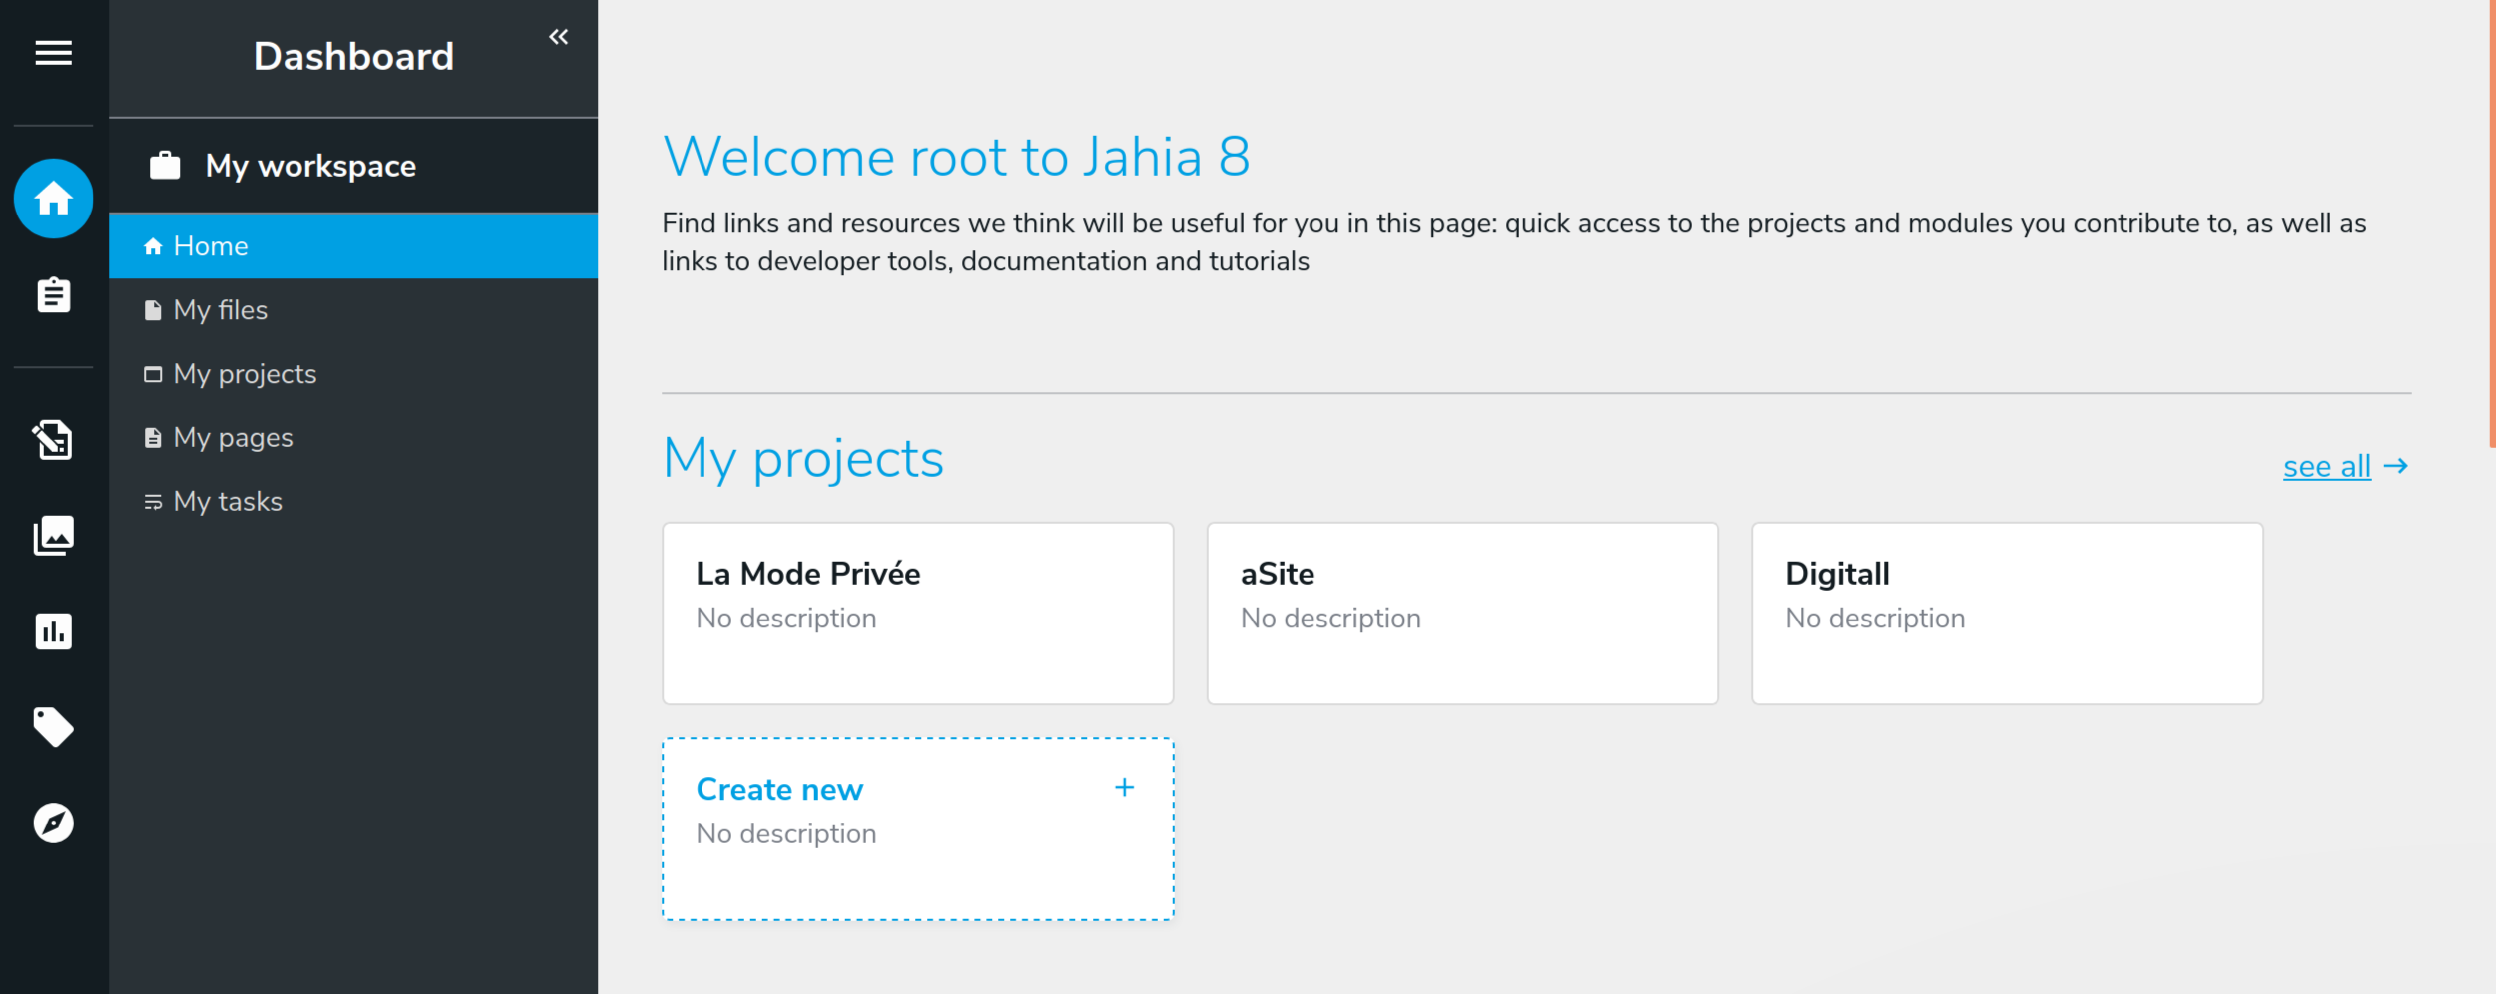 Dashboard
My workspace
Home
My files
My projects
My pages
My tasks
Welcome root to Jahia 8
Find links and resources we think will be useful for you in this page: quick access to the projects and modules you contribute to, as well as
links to developer tools, documentation and tutorials
My projects
see all
La Mode Privée
No description
aSite
No description
Digitall
No description
Create new
No description